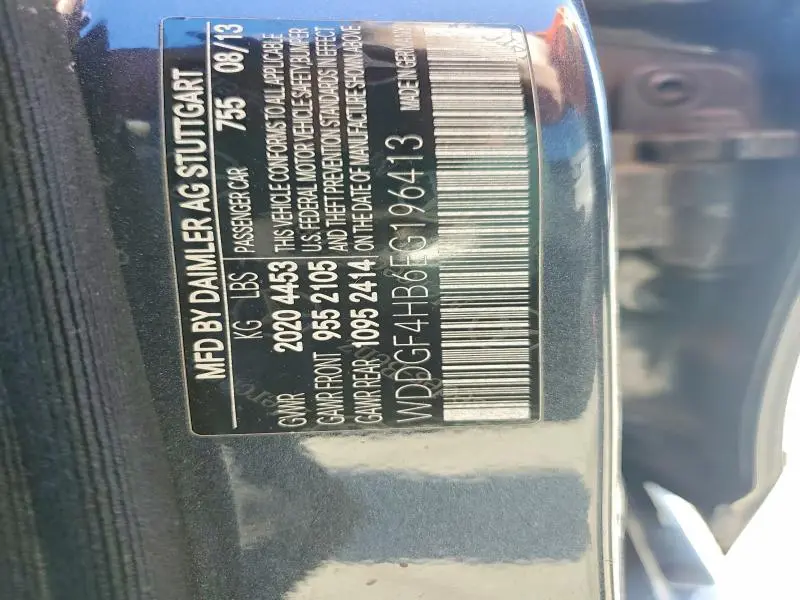 MFD BY DAIMLER AG STUTTGART
KG LBS PASSENGER CAR 755 08/13
GVWR 2020 4453 THIS VEHICLE CONFORMS TO ALL APPLICABLE
U.S. FEDERAL MOTOR VEHICLE SAFETY, BUMPER
GAWR FRONT 955 2105 AND THEFT PREVENTION STANDARDS IN EFFECT
GAWR REAR 1095 2414 ON THE DATE OF MANUFACTURE SHOWN ABOVE
WDDGF4HB6EG196413 MADE IN GERMANY